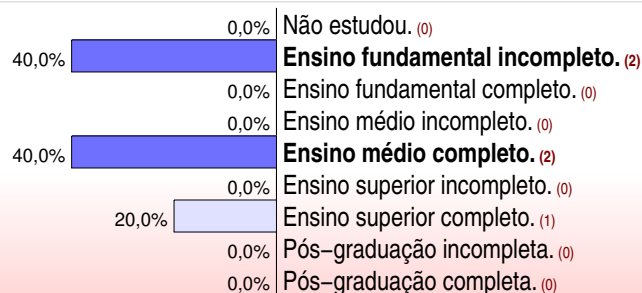 0,0% Não estudou. (0)
40,0% Ensino fundamental incompleto. (2)
0,0% Ensino fundamental completo. (0)
0,0% Ensino médio incompleto. (0)
40,0% Ensino médio completo. (2)
0,0% Ensino superior incompleto. (0)
20,0% Ensino superior completo. (1)
0,0% Pós−graduação incompleta. (0)
0,0% Pós−graduação completa. (0)